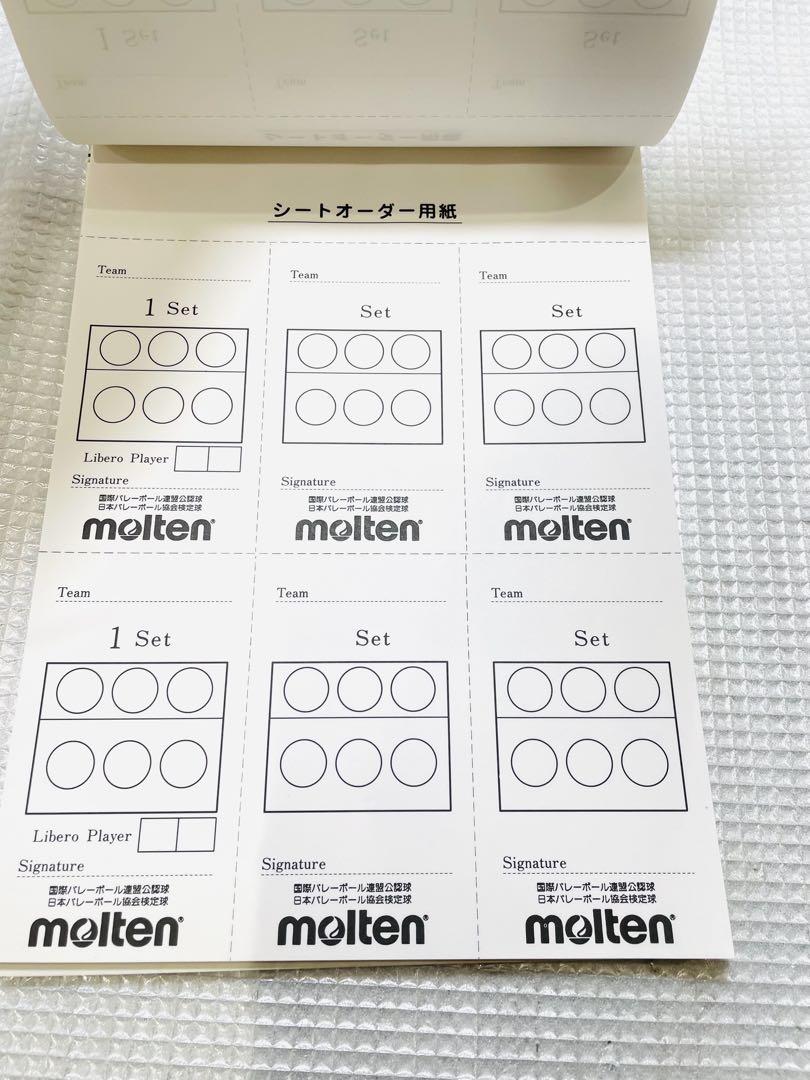 1 Set
Set
Set
Team
Team
Team
シートオーダー用紙
Team
Team
Team
1 Set
Set
Set
Libero Player
Signature
Signature
Signature
国際バレーボール連盟公認球
日本バレーボール協会検定球
molten®
国際バレーボール連盟公認球
日本バレーボール協会検定球
molten®
国際バレーボール連盟公認球
日本バレーボール協会検定球
molten®
Team
Team
Team
1 Set
Set
Set
Libero Player
Signature
Signature
Signature
国際バレーボール連盟公認球
日本バレーボール協会検定球
molten®
国際バレーボール連盟公認球
日本バレーボール協会検定球
molten®
国際バレーボール連盟公認球
日本バレーボール協会検定球
molten®